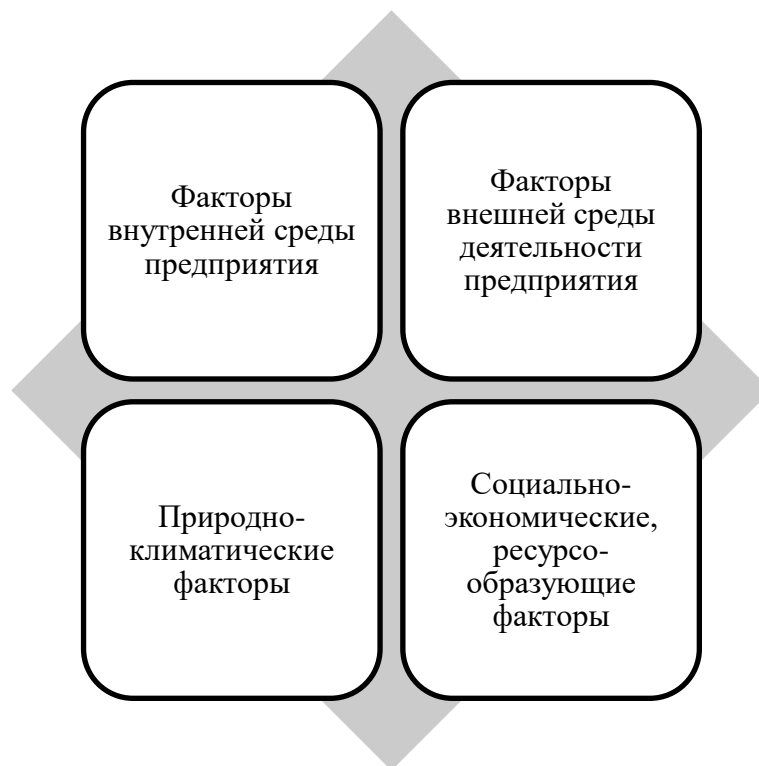 Факторы
внутренней среды
предприятия
Факторы
внешней среды
деятельности
предприятия
Природно-
климатические
факторы
Социально-
экономические,
ресурсо-
образующие
факторы